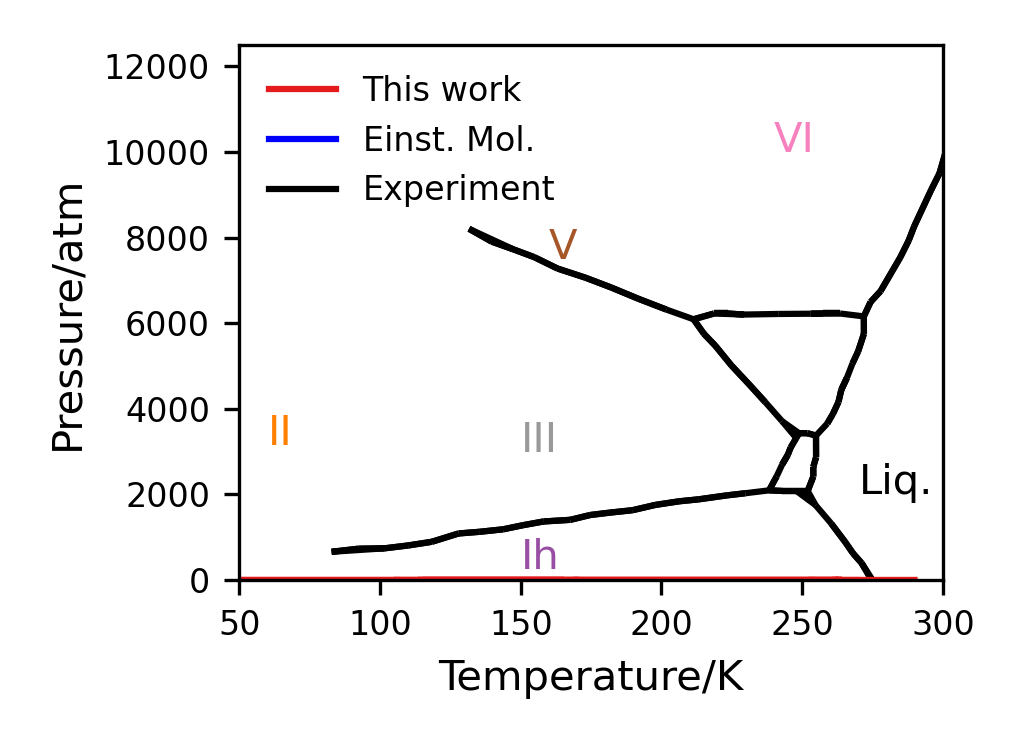 12000
10000
8000
6000
4000
2000
0
Pressure/atm
This work
Einst. Mol.
Experiment
VI
V
II
III
Liq.
Ih
50 100 150 200 250 300
Temperature/K